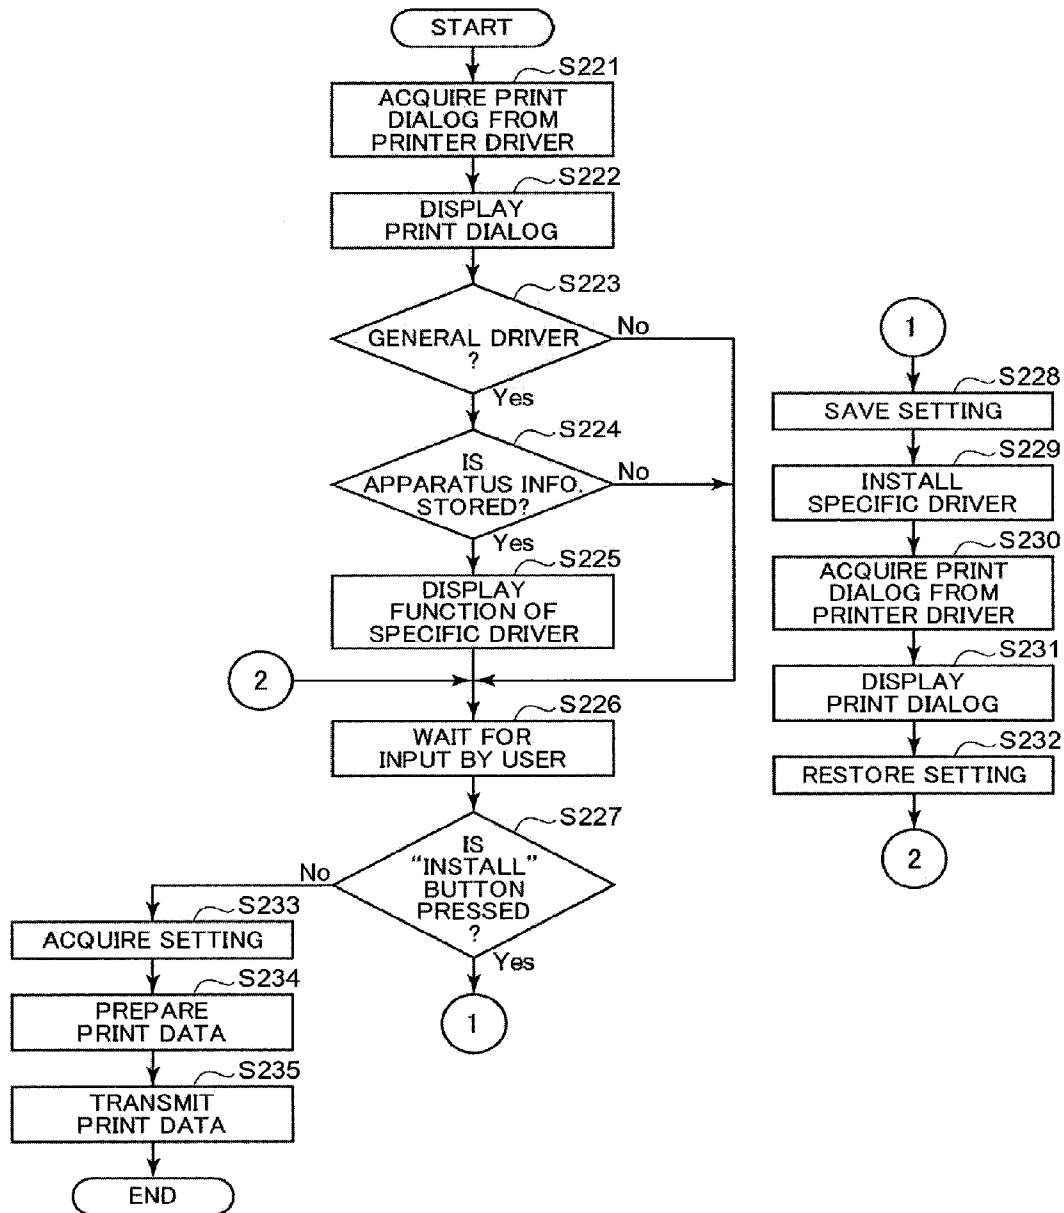 START
S221
ACQUIRE PRINT
DIALOG FROM
PRINTER DRIVER
S222
DISPLAY
PRINT DIALOG
S223
GENERAL DRIVER
?
No
Yes
S224
IS
APPARATUS INFO.
STORED?
No
Yes
S225
DISPLAY
FUNCTION OF
SPECIFIC DRIVER
2
S226
WAIT FOR
INPUT BY USER
S227
IS
“INSTALL”
BUTTON
PRESSED
?
No
Yes
1
S233
ACQUIRE SETTING
S234
PREPARE
PRINT DATA
S235
TRANSMIT
PRINT DATA
END
1
S228
SAVE SETTING
S229
INSTALL
SPECIFIC DRIVER
S230
ACQUIRE PRINT
DIALOG FROM
PRINTER DRIVER
S231
DISPLAY
PRINT DIALOG
S232
RESTORE SETTING
2